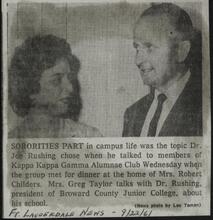 SORORITIES PART in campus life was the topic Dr.
Joe Rushing chose when he talked to members of
Kappa Kappa Gamma Alumnae Club Wednesday when
the group met for dinner at the home of Mrs. Robert
Childers. Mrs. Greg Taylor talks with Dr. Rushing,
president of Broward County Junior College, about
his school.
(News photo by Lee Tamari)
Ft. Lauderdale News - 9/22/61